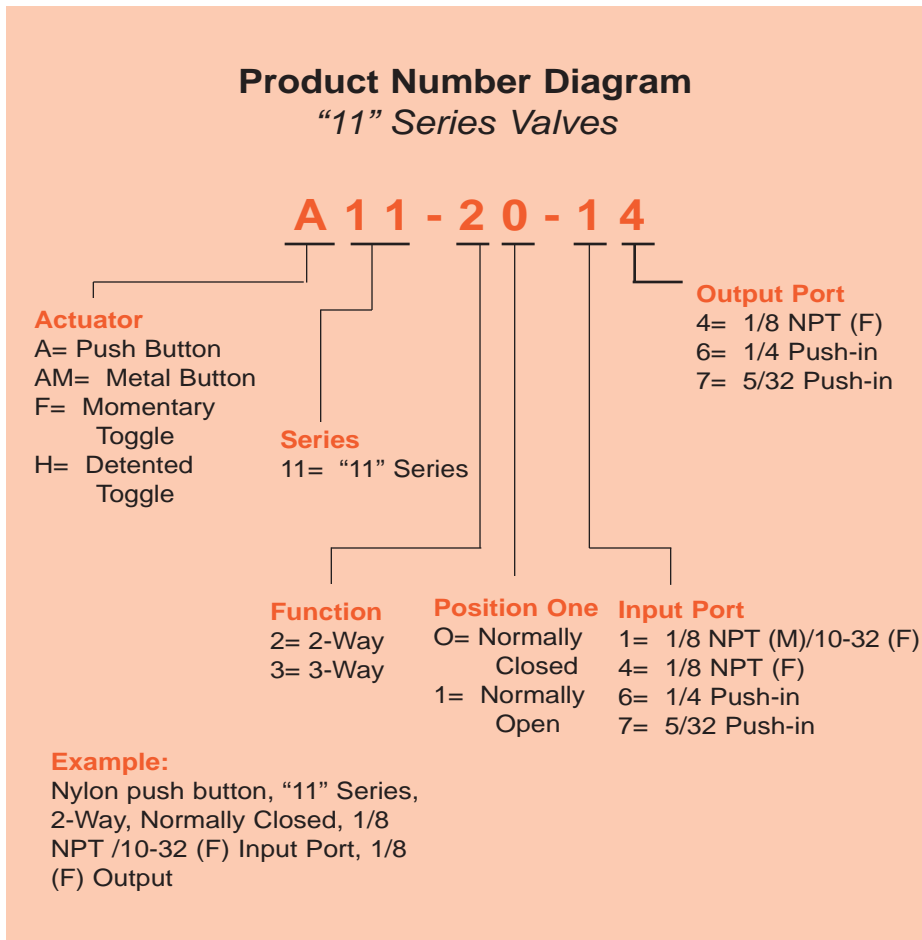 Product Number Diagram
“11” Series Valves
A 1 1 - 2 0 - 1 4
Output Port
4= 1/8 NPT (F)
6= 1/4 Push-in
7= 5/32 Push-in
Actuator
A= Push Button
AM= Metal Button
F= Momentary
Toggle
H= Detented
Toggle
Series
11= “11” Series
Function
2= 2-Way
3= 3-Way
Position One
O= Normally
Closed
1= Normally
Open
Input Port
1= 1/8 NPT (M)/10-32 (F)
4= 1/8 NPT (F)
6= 1/4 Push-in
7= 5/32 Push-in
Example:
Nylon push button, “11” Series,
2-Way, Normally Closed, 1/8
NPT /10-32 (F) Input Port, 1/8
(F) Output